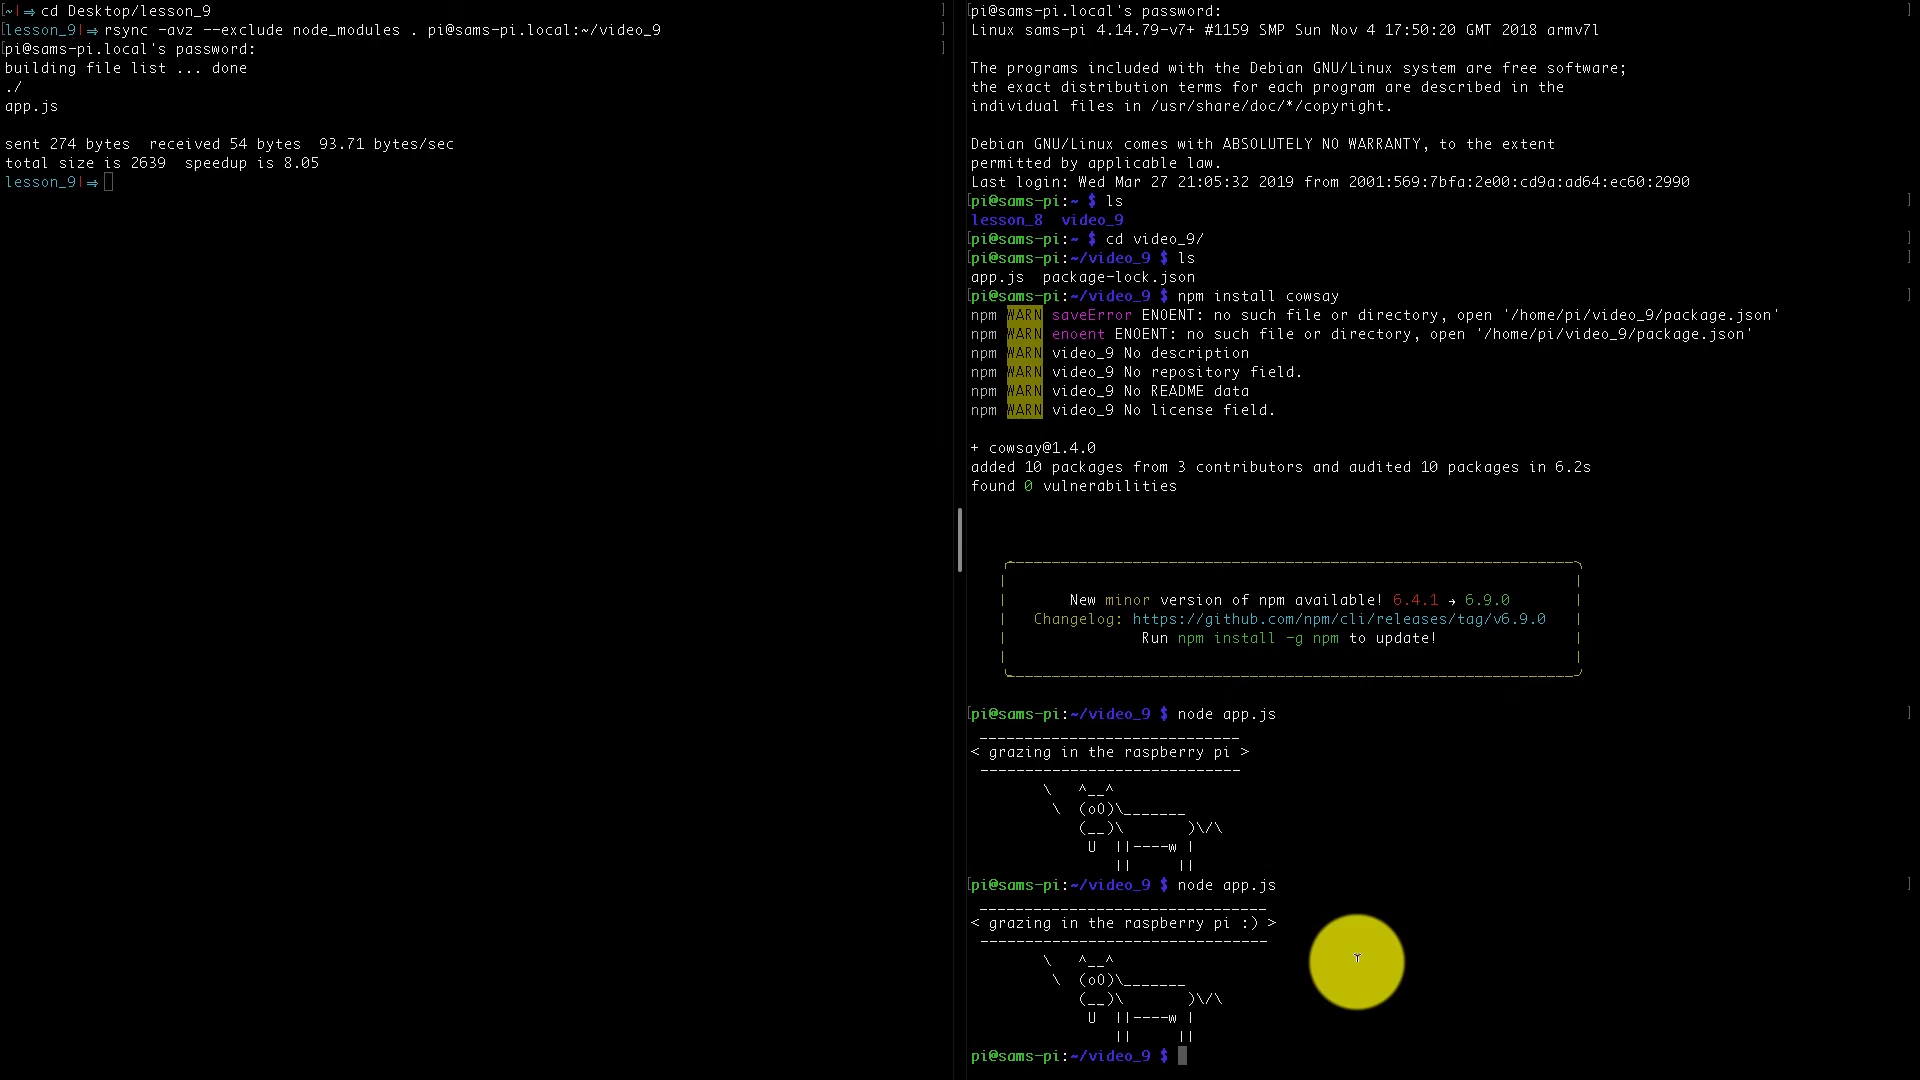 ~|⇒ cd Desktop/lesson_9
lesson_9|⇒ rsync -avz --exclude node_modules . pi@sams-pi.local:~/video_9
pi@sams-pi.local's password:
building file list ... done
./
app.js
sent 274 bytes  received 54 bytes  93.71 bytes/sec
total size is 2639  speedup is 8.05
lesson_9|⇒
pi@sams-pi.local's password:
Linux sams-pi 4.14.79-v7+ #1159 SMP Sun Nov 4 17:50:20 GMT 2018 armv7l
The programs included with the Debian GNU/Linux system are free software;
the exact distribution terms for each program are described in the
individual files in /usr/share/doc/*/copyright.
Debian GNU/Linux comes with ABSOLUTELY NO WARRANTY, to the extent
permitted by applicable law.
Last login: Wed Mar 27 21:05:32 2019 from 2001:569:7bfa:2e00:cd9a:ad64:ec60:2990
pi@sams-pi:~ $ ls
lesson_8  video_9
pi@sams-pi:~ $ cd video_9/
pi@sams-pi:~/video_9 $ ls
app.js  package-lock.json
pi@sams-pi:~/video_9 $ npm install cowsay
npm WARN saveError ENOENT: no such file or directory, open '/home/pi/video_9/package.json'
npm WARN enoent ENOENT: no such file or directory, open '/home/pi/video_9/package.json'
npm WARN video_9 No description
npm WARN video_9 No repository field.
npm WARN video_9 No README data
npm WARN video_9 No license field.
+ cowsay@1.4.0
added 10 packages from 3 contributors and audited 10 packages in 6.2s
found 0 vulnerabilities
New minor version of npm available! 6.4.1 → 6.9.0
Changelog: https://github.com/npm/cli/releases/tag/v6.9.0
Run npm install -g npm to update!
pi@sams-pi:~/video_9 $ node app.js
 _____________________________
< grazing in the raspberry pi >
 -----------------------------
        \   ^__^
         \  (oO)\_______
            (__)\       )\/\
             U  ||----w |
                ||     ||
pi@sams-pi:~/video_9 $ node app.js
 ________________________________
< grazing in the raspberry pi :) >
 --------------------------------
        \   ^__^
         \  (oO)\_______
            (__)\       )\/\
             U  ||----w |
                ||     ||
pi@sams-pi:~/video_9 $